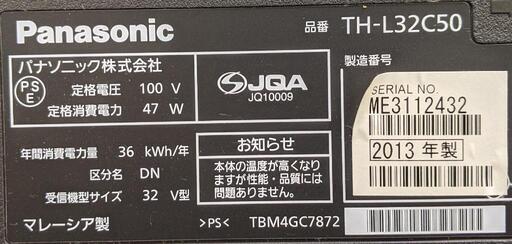 Panasonic
品番 TH-L32C50
パナソニック株式会社
製造番号
PS
E
定格電圧 100 V
定格消費電力 47 W
JQA
JQ10009
SERIAL NO.
ME3112432
2013 年製
年間消費電力量 36 kWh/年
区分名 DN
受信機型サイズ 32 V型
お知らせ
本体の温度が高くなり
ますが性能・品質には
問題ありません。
マレーシア製
>PS< TBM4GC7872